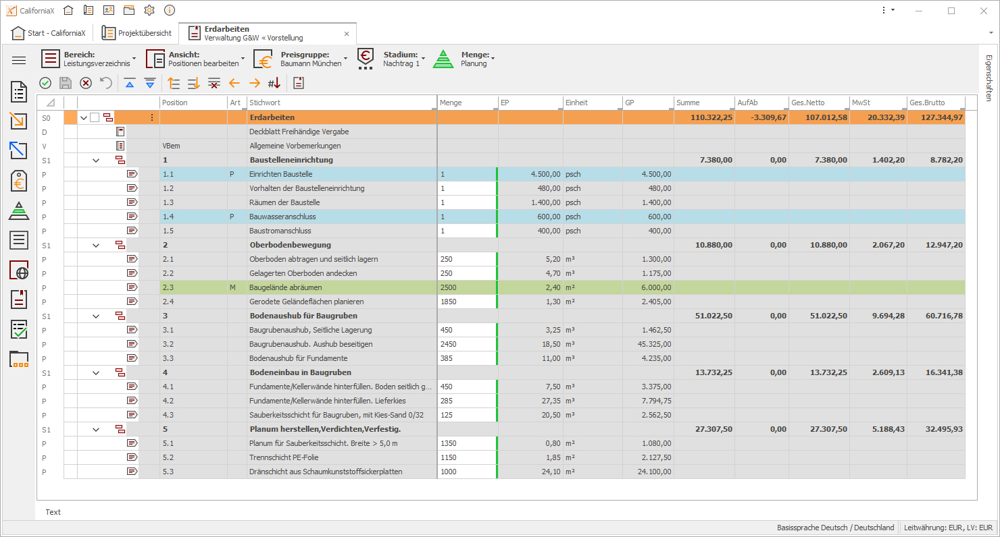 CaliforniaX
Start - CaliforniaX
Projektübersicht
Erdarbeiten
Verwaltung G&W « Vorstellung
Bereich:
Leistungsverzeichnis
Ansicht:
Positionen bearbeiten
Preisgruppe:
Baumann München
Stadium:
Nachtrag 1
Menge:
Planung
Eigenschaften
Position Art Stichwort Menge EP Einheit GP Summe AufAb Ges.Netto MwSt Ges.Brutto
S0 Erdarbeiten 110.322,25 -3.309,67 107.012,58 20.332,39 127.344,97
D Deckblatt Freihändige Vergabe
V VBem Allgemeine Vorbemerkungen
S1 1 Baustelleneinrichtung 7.380,00 0,00 7.380,00 1.402,20 8.782,20
P 1.1 P Einrichten Baustelle 1 4.500,00 psch 4.500,00
P 1.2 Vorhalten der Baustelleneinrichtung 1 480,00 psch 480,00
P 1.3 Räumen der Baustelle 1 1.400,00 psch 1.400,00
P 1.4 P Bauwasseranschluss 1 600,00 psch 600,00
P 1.5 Baustromanschluss 1 400,00 psch 400,00
S1 2 Oberbodenbewegung 10.880,00 0,00 10.880,00 2.067,20 12.947,20
P 2.1 Oberboden abtragen und seitlich lagern 250 5,20 m³ 1.300,00
P 2.2 Gelagerten Oberboden andecken 250 4,70 m³ 1.175,00
P 2.3 M Baugelände abräumen 2500 2,40 m² 6.000,00
P 2.4 Gerodete Geländeflächen planieren 1850 1,30 m² 2.405,00
S1 3 Bodenaushub für Baugruben 51.022,50 0,00 51.022,50 9.694,28 60.716,78
P 3.1 Baugrubenaushub, Seitliche Lagerung 450 3,25 m³ 1.462,50
P 3.2 Baugrubenaushub. Aushub beseitigen 2450 18,50 m³ 45.325,00
P 3.3 Bodenaushub für Fundamente 385 11,00 m³ 4.235,00
S1 4 Bodeneinbau in Baugruben 13.732,25 0,00 13.732,25 2.609,13 16.341,38
P 4.1 Fundamente/Kellerwände hinterfüllen. Boden seitlich g... 450 7,50 m³ 3.375,00
P 4.2 Fundamente/Kellerwände hinterfüllen. Lieferkies 285 27,35 m³ 7.794,75
P 4.3 Sauberkeitsschicht für Baugruben, mit Kies-Sand 0/32 125 20,50 m³ 2.562,50
S1 5 Planum herstellen,Verdichten,Verfestig. 27.307,50 0,00 27.307,50 5.188,43 32.495,93
P 5.1 Planum für Sauberkeitsschicht. Breite > 5,0 m 1350 0,80 m² 1.080,00
P 5.2 Trennschicht PE-Folie 1150 1,85 m² 2.127,50
P 5.3 Dränschicht aus Schaumkunststoffsickerplatten 1000 24,10 m² 24.100,00
Text
Basissprache Deutsch / Deutschland Leitwährung: EUR, LV: EUR